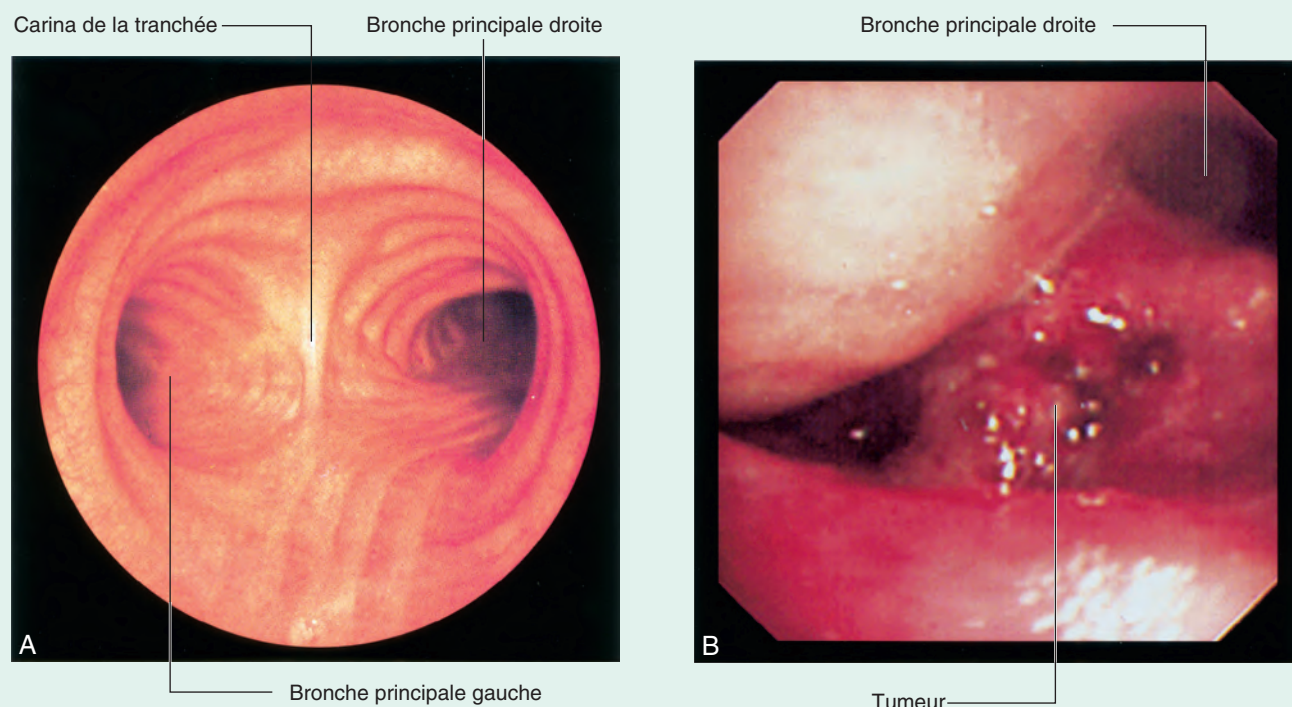 Carina de la tranchée
Bronche principale droite
Bronche principale droite
A
B
Bronche principale gauche
Tumeur